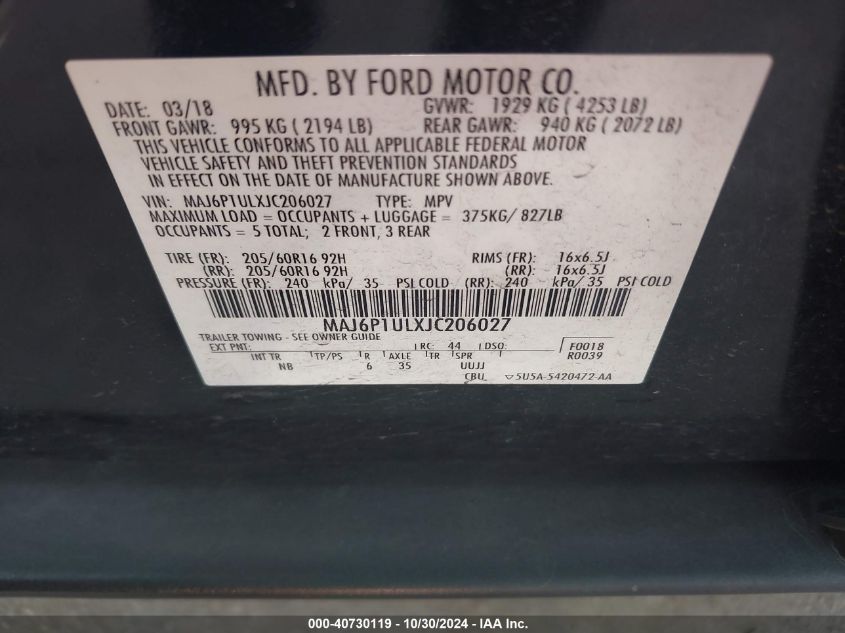 MFD. BY FORD MOTOR CO.
DATE: 03/18 GVWR: 1929 KG ( 4253 LB)
FRONT GAWR: 995 KG ( 2194 LB) REAR GAWR: 940 KG ( 2072 LB)
THIS VEHICLE CONFORMS TO ALL APPLICABLE FEDERAL MOTOR
VEHICLE SAFETY AND THEFT PREVENTION STANDARDS
IN EFFECT ON THE DATE OF MANUFACTURE SHOWN ABOVE.
VIN: MAJ6P1ULXJC206027 TYPE: MPV
MAXIMUM LOAD = OCCUPANTS + LUGGAGE = 375KG/ 827LB
OCCUPANTS = 5 TOTAL; 2 FRONT, 3 REAR
TIRE (FR): 205/60R16 92H RIMS (FR): 16x6.5J
(RR): 205/60R16 92H (RR): 16x6.5J
PRESSURE (FR): 240 kPa/ 35 PSI COLD (RR): 240 kPa/ 35 PSI COLD
MAJ6P1ULXJC206027
TRAILER TOWING - SEE OWNER GUIDE
EXT PNT: RC: 44 DSO: F0018
R0039
INT TR TP/PS R AXLE TR SPR
NB 6 35 UUJJ
CBU 5U5A-5420472-AA
000-40730119 - 10/30/2024 - IAA Inc.